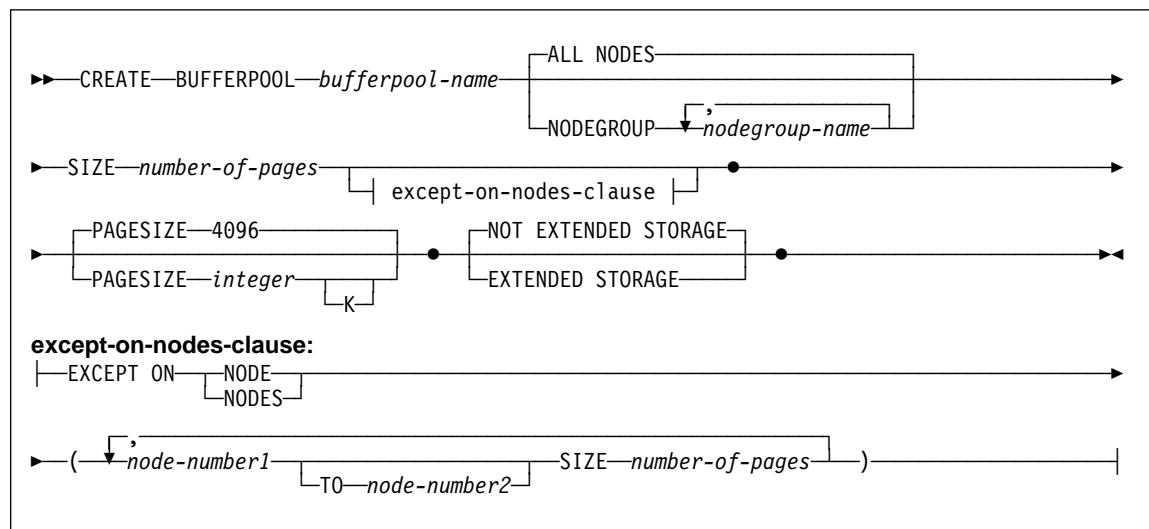 ALL NODES
CREATE BUFFERPOOL bufferpool-name
,
NODEGROUP nodegroup-name
SIZE number-of-pages
except-on-nodes-clause
PAGESIZE 4096 NOT EXTENDED STORAGE
PAGESIZE integer EXTENDED STORAGE
K
except-on-nodes-clause:
EXCEPT ON NODE
NODES
,
( node-number1 SIZE number-of-pages )
TO node-number2